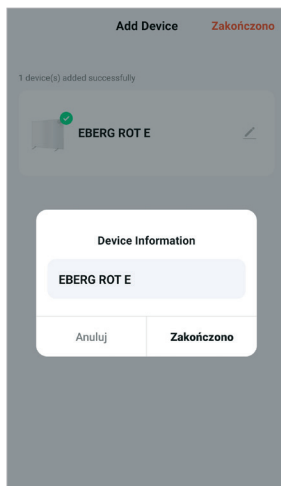 Add Device Zakończono
1 device(s) added successfully
EBERG ROT E
Device Information
EBERG ROT E
Anuluj Zakończono